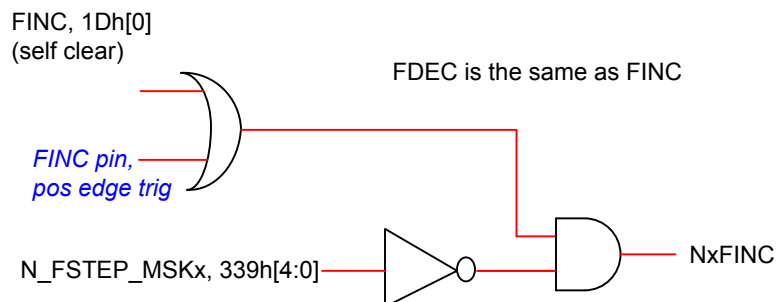 FINC, 1Dh[0]
(self clear)
FDEC is the same as FINC
FINC pin,
pos edge trig
N_FSTEP_MSKx, 339h[4:0]
NxFINC